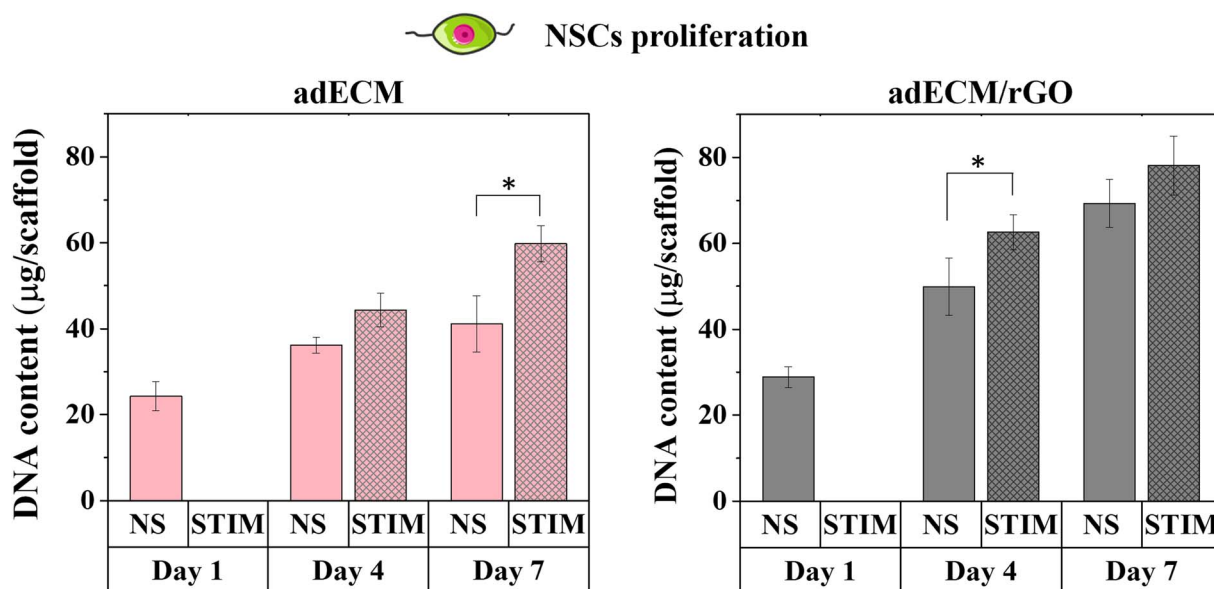 NSCs proliferation
adECM
DNA content (µg/scaffold)
80
60
40
20
0
*
NS STIM NS STIM NS STIM
Day 1 Day 4 Day 7
adECM/rGO
DNA content (µg/scaffold)
80
60
40
20
0
*
NS STIM NS STIM NS STIM
Day 1 Day 4 Day 7